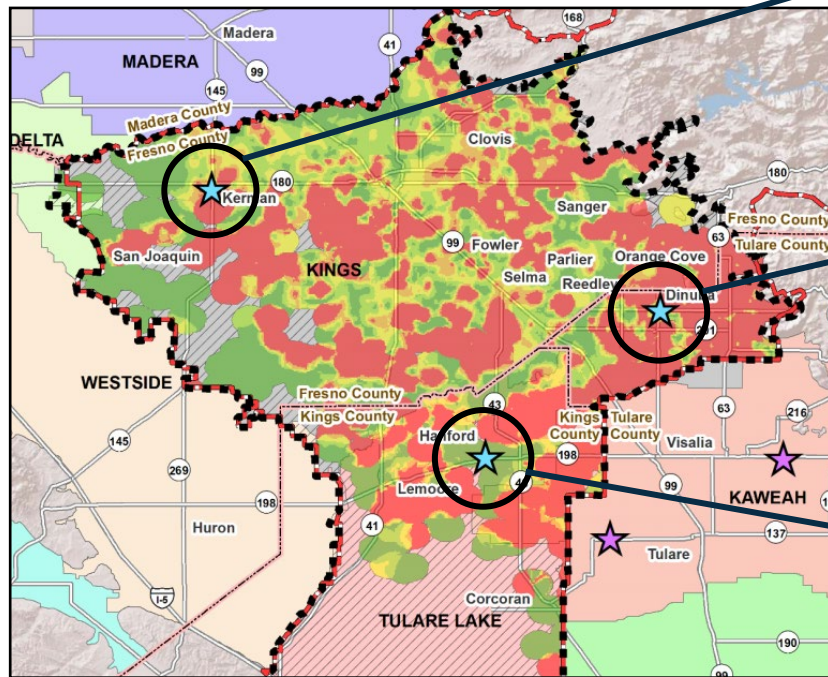 168
Madera
41
MADERA
99
145
Madera County
Fresno County
DELTA
Clovis
180
Kerman
180
Sanger
63
Fresno County
Tulare County
99
Fowler
Parlier
Orange Cove
San Joaquin
KINGS
Selma
Reedley
Dinuba
201
WESTSIDE
Fresno County
Kings County
43
Kings County
Tulare County
63
216
145
Hanford
198
Visalia
269
Lemoore
99
KAWEAH
198
41
137
Huron
Tulare
I-5
Corcoran
TULARE LAKE
190
99